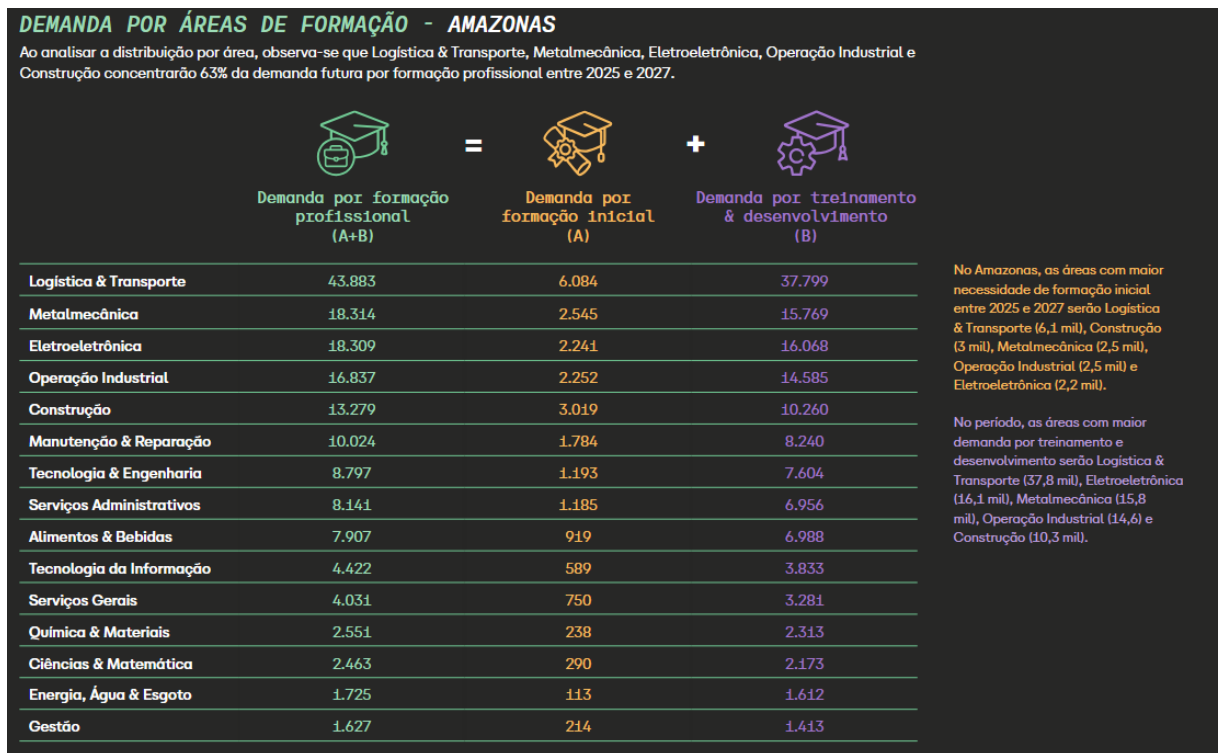 DEMANDA POR ÁREAS DE FORMAÇÃO - AMAZONAS
Ao analisar a distribuição por área, observa-se que Logística & Transporte, Metalmecânica, Eletroeletrônica, Operação Industrial e
Construção concentrarão 63% da demanda futura por formação profissional entre 2025 e 2027.
= +
Demanda por formação profissional (A+B)
Demanda por formação inicial (A)
Demanda por treinamento & desenvolvimento (B)
Logística & Transporte 43.883 6.084 37.799
Metalmecânica 18.314 2.545 15.769
Eletroeletrônica 18.309 2.241 16.068
Operação Industrial 16.837 2.252 14.585
Construção 13.279 3.019 10.260
Manutenção & Reparação 10.024 1.784 8.240
Tecnologia & Engenharia 8.797 1.193 7.604
Serviços Administrativos 8.141 1.185 6.956
Alimentos & Bebidas 7.907 919 6.988
Tecnologia da Informação 4.422 589 3.833
Serviços Gerais 4.031 750 3.281
Química & Materiais 2.551 238 2.313
Ciências & Matemática 2.463 290 2.173
Energia, Água & Esgoto 1.725 113 1.612
Gestão 1.627 214 1.413
No Amazonas, as áreas com maior
necessidade de formação inicial
entre 2025 e 2027 serão Logística
& Transporte (6,1 mil), Construção
(3 mil), Metalmecânica (2,5 mil),
Operação Industrial (2,5 mil) e
Eletroeletrônica (2,2 mil).
No período, as áreas com maior
demanda por treinamento e
desenvolvimento serão Logística &
Transporte (37,8 mil), Eletroeletrônica
(16,1 mil), Metalmecânica (15,8
mil), Operação Industrial (14,6) e
Construção (10,3 mil).